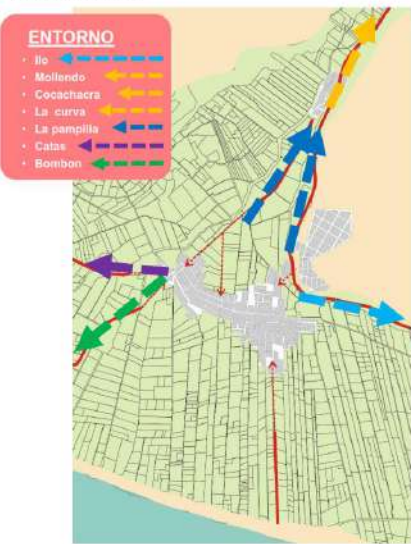 ENTORNO
• Ilo
• Mollendo
• Cocachacra
• La curva
• La pampilla
• Catas
• Bombon